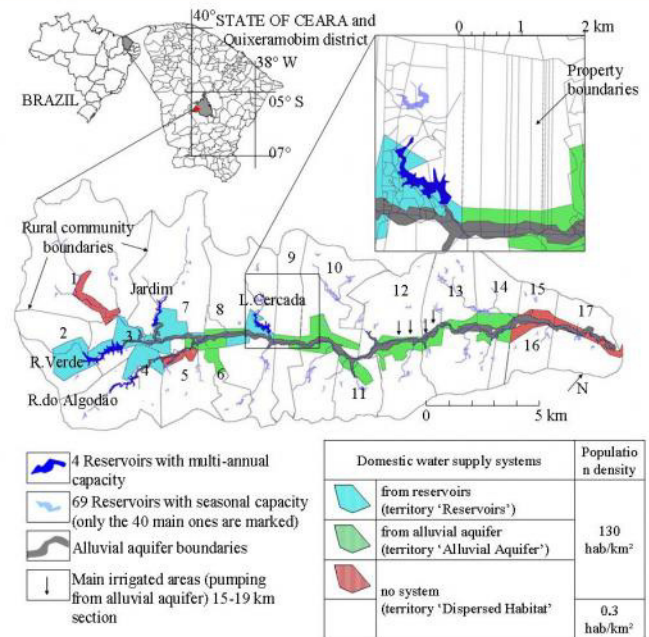 40°
STATE OF CEARA and
Quixeramobim district
38° W
BRAZIL
05° S
07°
0 1 2 km
Property
boundaries
Rural community
boundaries
1
Jardim
7
8
9
10
L.Cercada
12
13
14
15
17
2
3
R.Verde
4
5
6
R.do Algodão
11
16
N
0 5 km
4 Reservoirs with multi-annual
capacity
69 Reservoirs with seasonal capacity
(only the 40 main ones are marked)
Alluvial aquifer boundaries
Main irrigated areas (pumping
from alluvial aquifer) 15-19 km
section
Domestic water supply systems
Populatio
n density
from reservoirs
(territory ‘Reservoirs’)
from alluvial aquifer
(territory ‘Alluvial Aquifer’)
130
hab/km²
no system
(territory ‘Dispersed Habitat’
0.3
hab/km²